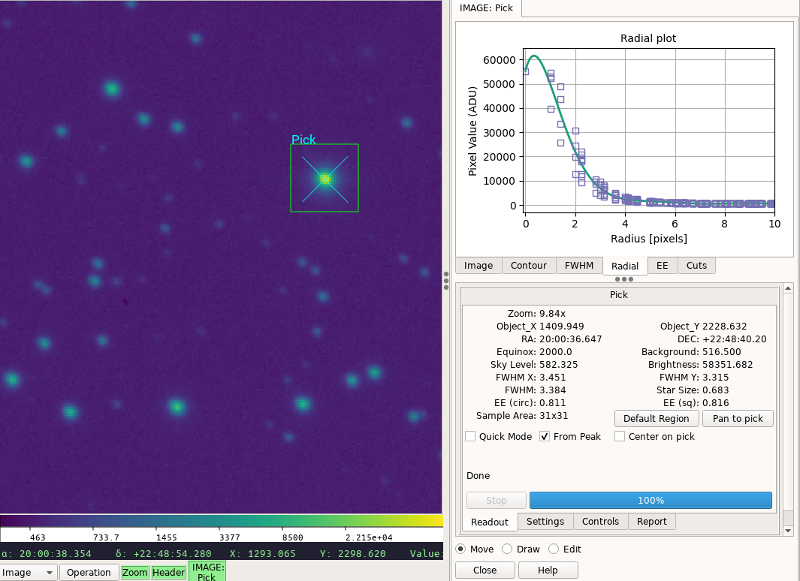 IMAGE: Pick
Pick
Radial plot
Pixel Value (ADU)
60000
50000
40000
30000
20000
10000
0
0 2 4 6 8 10
Radius [pixels]
Image Contour FWHM Radial EE Cuts
Pick
Zoom: 9.84x
Object_X 1409.949 Object_Y 2228.632
RA: 20:00:36.647 DEC: +22:48:40.20
Equinox: 2000.0 Background: 516.500
Sky Level: 582.325 Brightness: 58351.682
FWHM X: 3.451 FWHM Y: 3.315
FWHM: 3.384 Star Size: 0.683
EE (circ): 0.811 EE (sq): 0.816
Sample Area: 31x31 Default Region Pan to pick
Quick Mode From Peak Center on pick
Done
Stop 100%
Readout Settings Controls Report
463 733.7 1455 3377 8500 2.215e+04
α: 20:00:38.354 δ: +22:48:54.280 X: 1293.065 Y: 2298.620 Value:
Move Draw Edit
Image Operation Zoom Header IMAGE:
Pick
Close Help